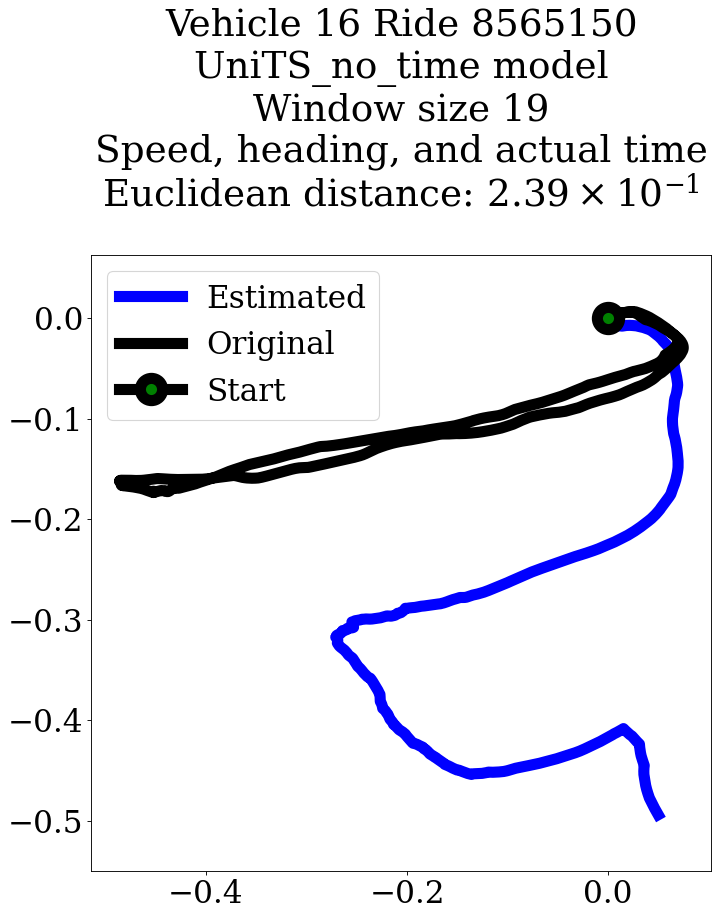 Vehicle 16 Ride 8565150
UniTS_no_time model
Window size 19
Speed, heading, and actual time
Euclidean distance: 2.39 × 10⁻¹
Estimated
Original
Start
0.0
−0.1
−0.2
−0.3
−0.4
−0.5
−0.4
−0.2
0.0